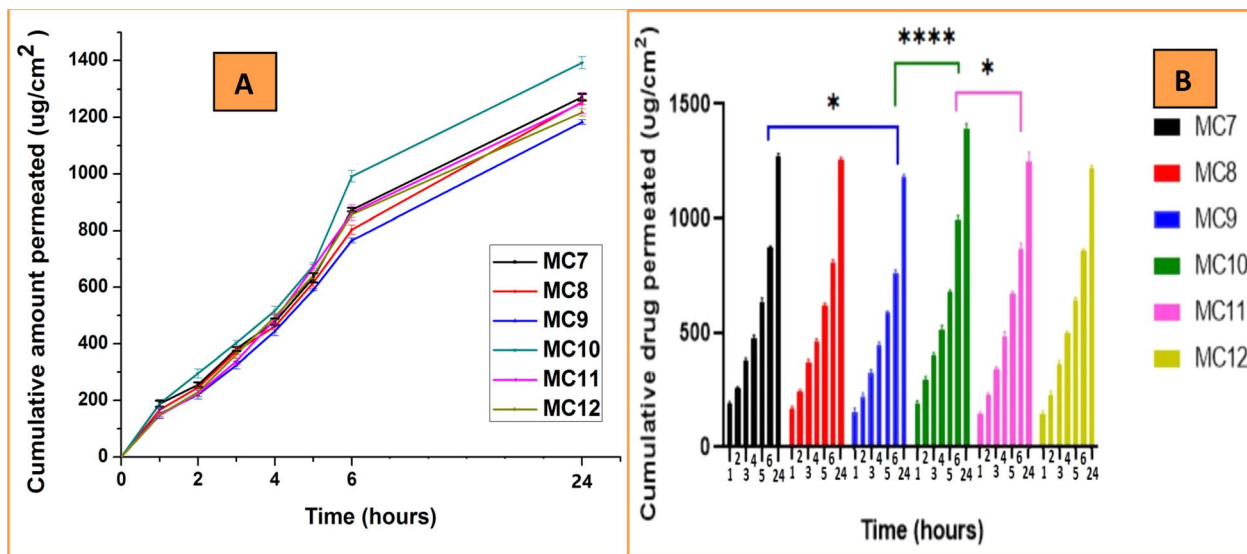 A
Cumulative amount permeated (ug/cm²)
1400
1200
1000
800
600
400
200
0
0 2 4 6 24
Time (hours)
MC7
MC8
MC9
MC10
MC11
MC12
B
Cumulative drug permeated (ug/cm²)
**** 
*
*
1500
1000
500
0
2 4 6 2 4 6 2 4 6 2 4 6 2 4 6 2 4 6
1 3 5 24 1 3 5 24 1 3 5 24 1 3 5 24 1 3 5 24 1 3 5 24
Time (hours)
MC7
MC8
MC9
MC10
MC11
MC12